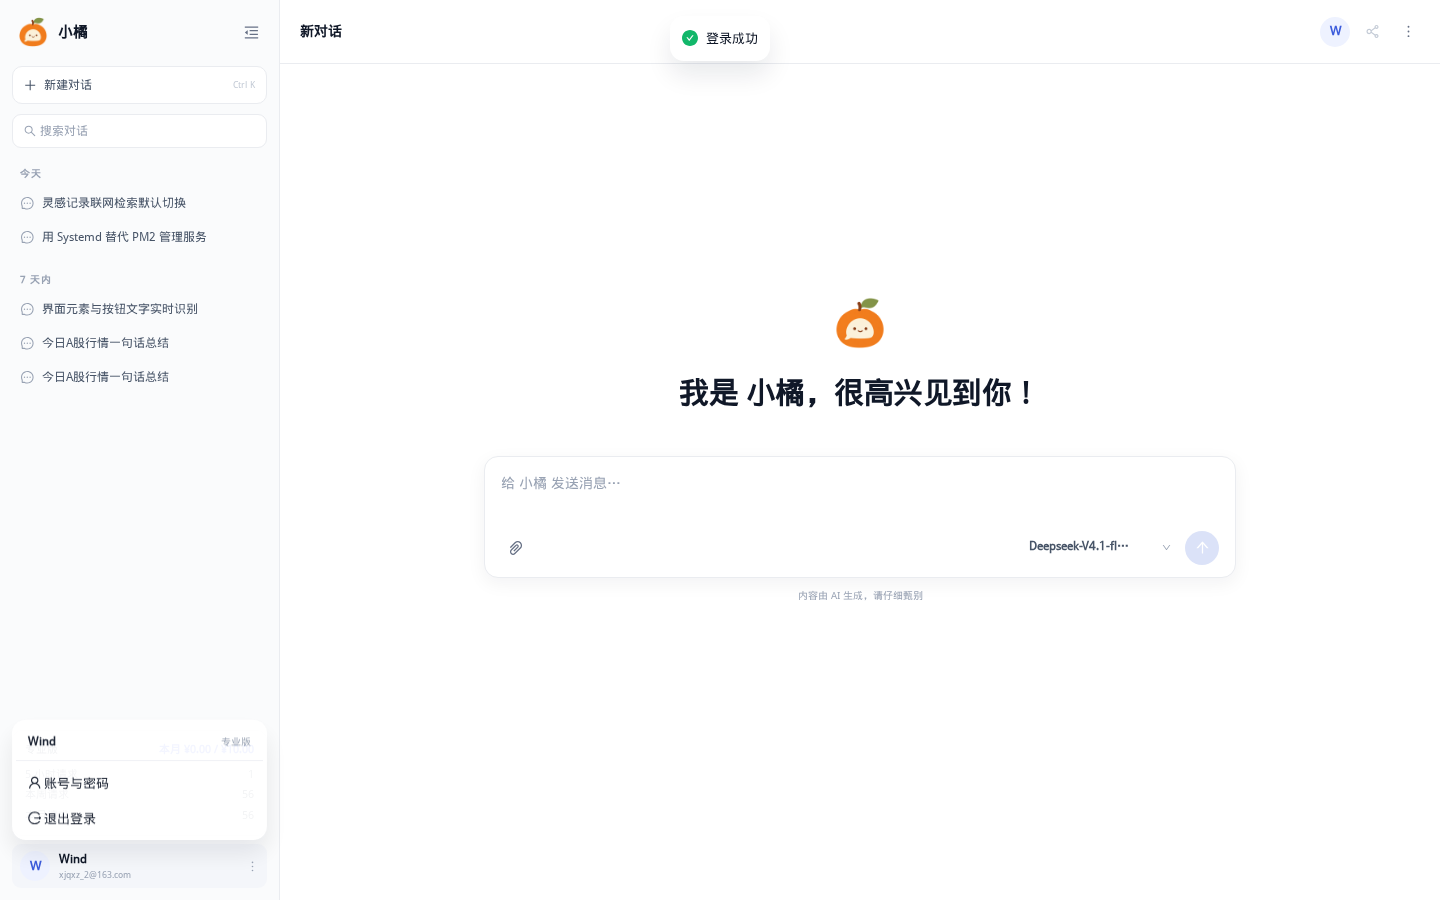 小橘
新建对话 Ctrl K
搜索对话
今天
灵感记录联网检索默认切换
用 Systemd 替代 PM2 管理服务
7 天内
界面元素与按钮文字实时识别
今日A股行情一句话总结
今日A股行情一句话总结
Wind 专业版
账号与密码
退出登录
W
Wind
xjqxz_2@163.com
新对话
登录成功
W
我是 小橘，很高兴见到你！
给 小橘 发送消息…
Deepseek-V4.1-fl…
内容由 AI 生成，请仔细甄别